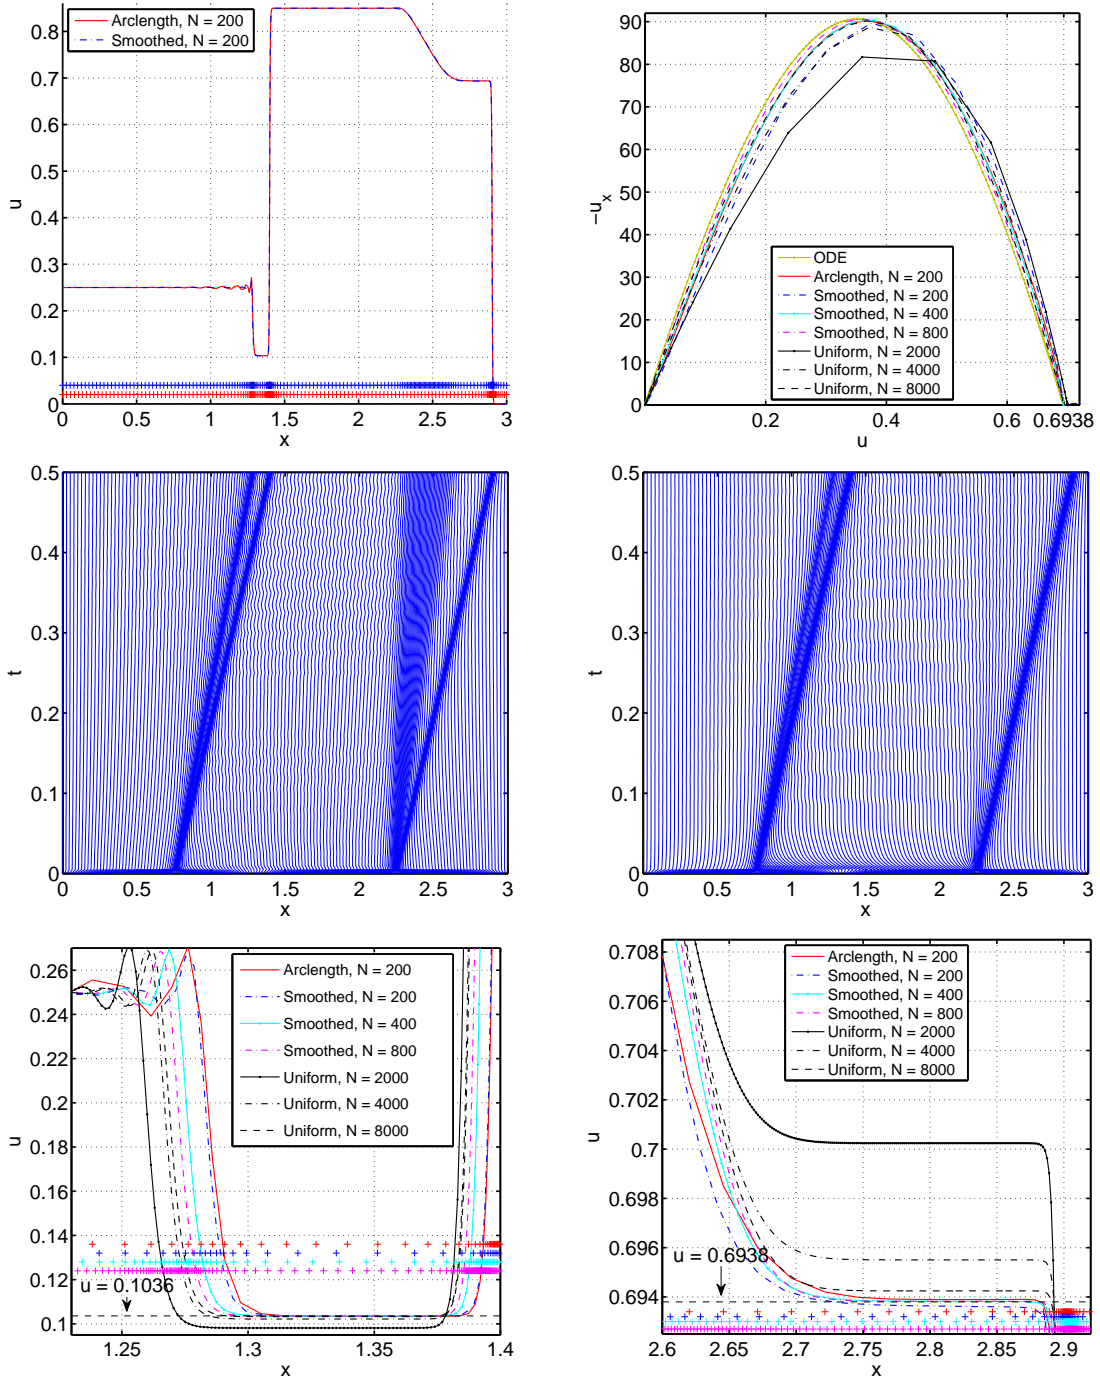 Arclength, N = 200
Smoothed, N = 200
0.8
0.7
0.6
0.5
0.4
0.3
0.2
0.1
0
u
0 0.5 1 1.5 2 2.5 3
x
−90
80
70
60
50
40
30
20
10
0
−u_x
ODE
Arclength, N = 200
Smoothed, N = 200
Smoothed, N = 400
Smoothed, N = 800
Uniform, N = 2000
Uniform, N = 4000
Uniform, N = 8000
0.2 0.4 0.6 0.6938
u
0.5
0.4
0.3
0.2
0.1
0
t
0 0.5 1 1.5 2 2.5 3
x
0.5
0.4
0.3
0.2
0.1
0
t
0 0.5 1 1.5 2 2.5 3
x
0.26
0.24
0.22
0.2
0.18
0.16
0.14
0.12
0.1
u
Arclength, N = 200
Smoothed, N = 200
Smoothed, N = 400
Smoothed, N = 800
Uniform, N = 2000
Uniform, N = 4000
Uniform, N = 8000
u = 0.1036
1.25 1.3 1.35 1.4
x
0.708
0.706
0.704
0.702
0.7
0.698
0.696
0.694
u
Arclength, N = 200
Smoothed, N = 200
Smoothed, N = 400
Smoothed, N = 800
Uniform, N = 2000
Uniform, N = 4000
Uniform, N = 8000
u = 0.6938
2.6 2.65 2.7 2.75 2.8 2.85 2.9
x